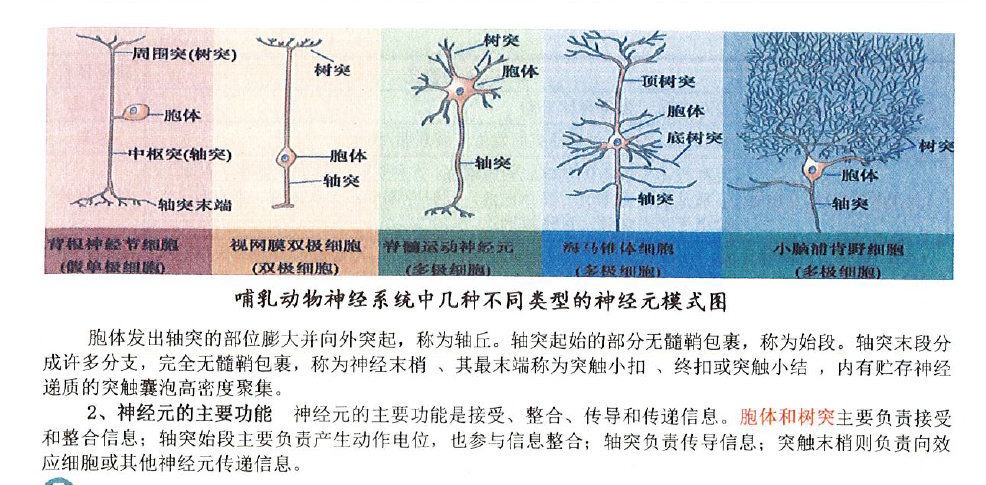 周围突(树突)
胞体
中枢突(轴突)
轴突末端
背根神经节细胞
(假单极细胞)
树突
胞体
轴突
视网膜双极细胞
(双极细胞)
树突
胞体
轴突
脊髓运动神经元
(多极细胞)
顶树突
胞体
底树突
轴突
海马锥体细胞
(多极细胞)
树突
胞体
轴突
小脑浦肯野细胞
(多极细胞)
哺乳动物神经系统中几种不同类型的神经元模式图
胞体发出轴突的部位膨大并向外突起，称为轴丘。轴突起始的部分无髓鞘包裹，称为始段。轴突末段分
成许多分支，完全无髓鞘包裹，称为神经末梢 、其最末端称为突触小扣 、终扣或突触小结 ，内有贮存神经
递质的突触囊泡高密度聚集。
2、神经元的主要功能 神经元的主要功能是接受、整合、传导和传递信息。胞体和树突主要负责接受
和整合信息；轴突始段主要负责产生动作电位，也参与信息整合；轴突负责传导信息；突触末梢则负责向效
应细胞或其他神经元传递信息。